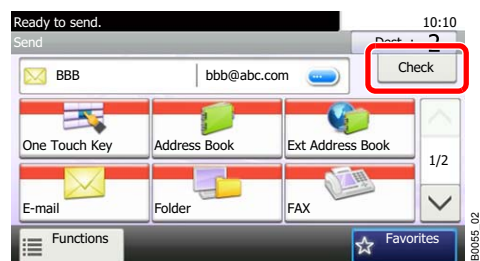 Ready to send. 10:10
Send Dest.: 2
BBB bbb@abc.com Check
One Touch Key Address Book Ext Address Book
1/2
E-mail Folder FAX
Functions Favorites
B0055_02